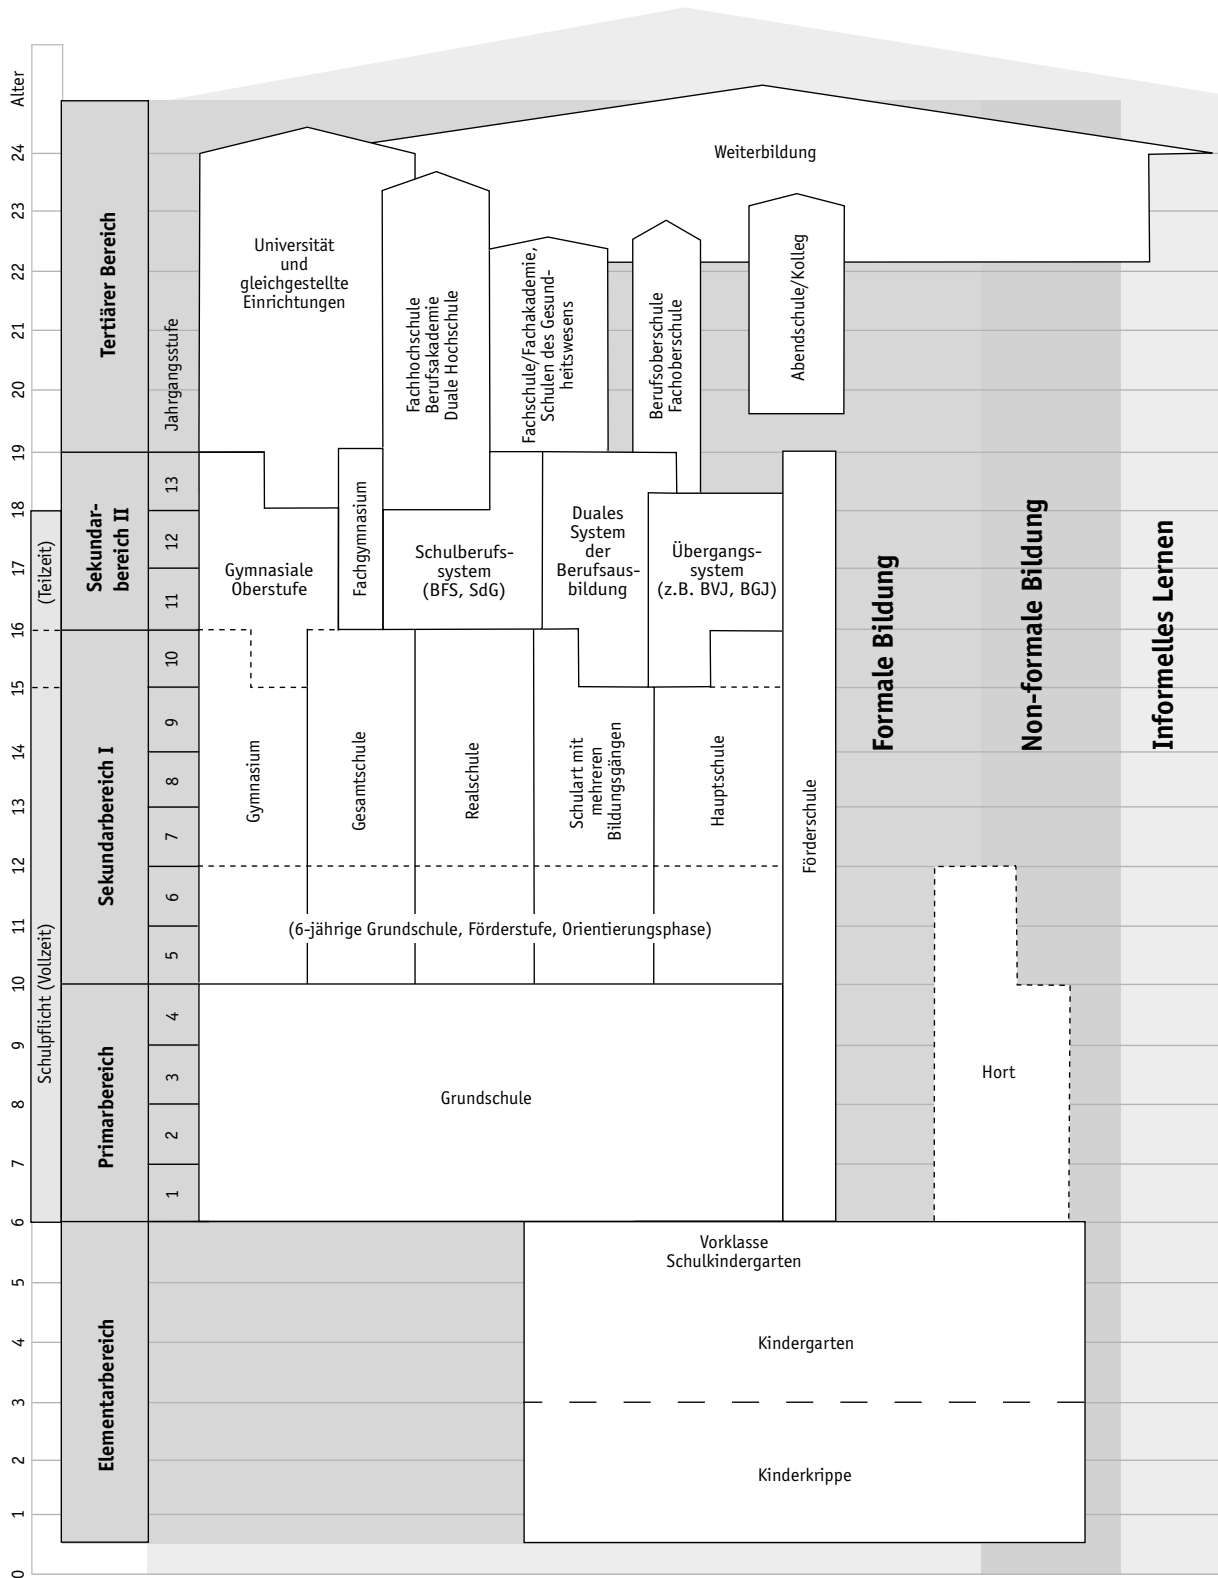 Alter
24
23
22
21
20
19
18
17
16
15
14
13
12
11
10
9
8
7
6
5
4
3
2
1
0
(Teilzeit)
Schulpflicht (Vollzeit)
Tertiärer Bereich
Sekundar-
bereich II
Sekundarbereich I
Primarbereich
Elementarbereich
Jahrgangsstufe
13
12
11
10
9
8
7
6
5
4
3
2
1
Weiterbildung
Universität
und
gleichgestellte
Einrichtungen
Fachhochschule
Berufsakademie
Duale Hochschule
Fachschule/Fachakademie,
Schulen des Gesund-
heitswesens
Berufsoberschule
Fachoberschule
Abendschule/Kolleg
Gymnasiale
Oberstufe
Fachgymnasium
Schulberufs-
system
(BFS, SdG)
Duales
System
der
Berufsaus-
bildung
Übergangs-
system
(z.B. BVJ, BGJ)
Gymnasium
Gesamtschule
Realschule
Schulart mit
mehreren
Bildungsgängen
Hauptschule
Förderschule
(6-jährige Grundschule, Förderstufe, Orientierungsphase)
Grundschule
Formale Bildung
Non-formale Bildung
Informelles Lernen
Hort
Vorklasse
Schulkindergarten
Kindergarten
Kinderkrippe